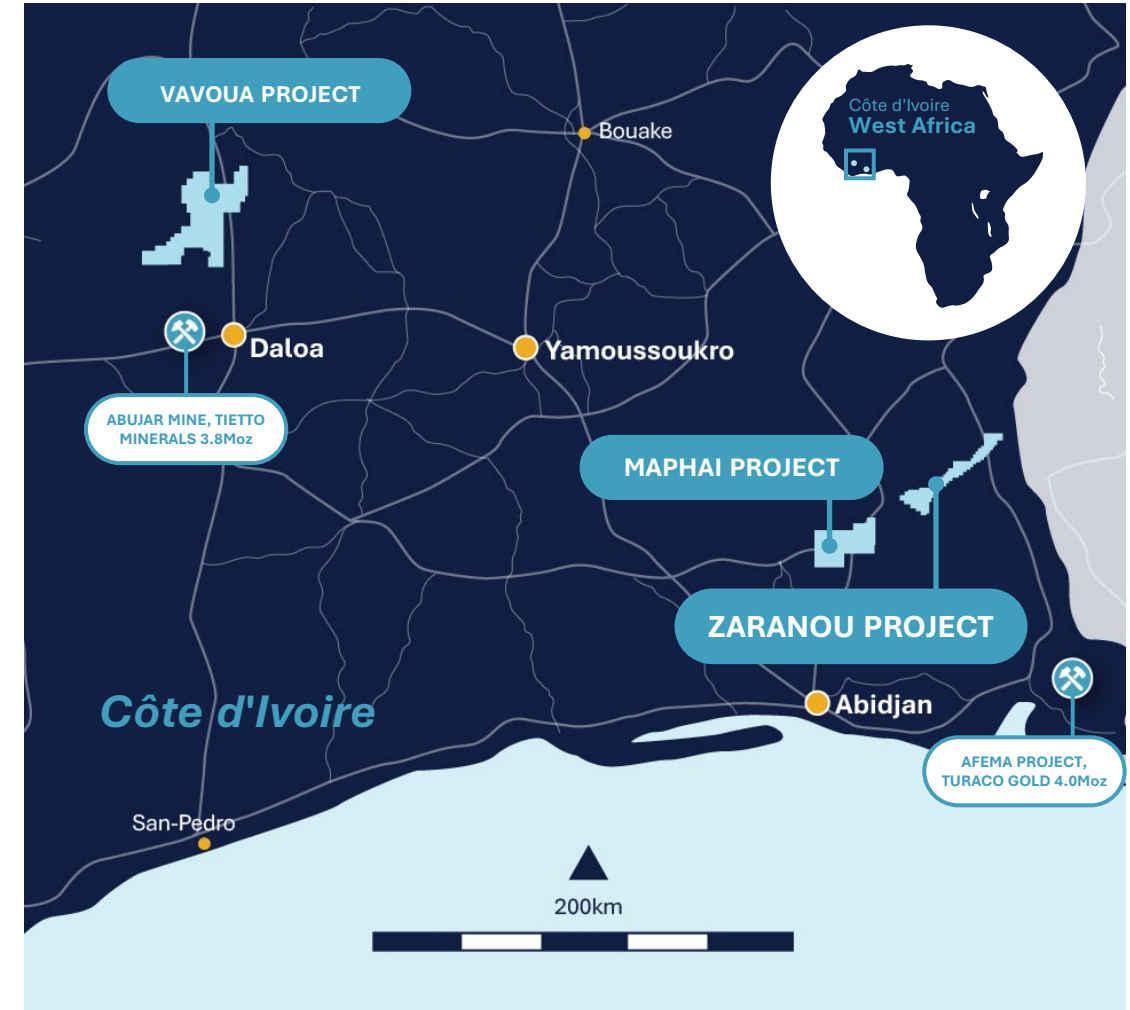 VAVOUA PROJECT
Bouake
Côte d'Ivoire
West Africa
Daloa
Yamoussoukro
ABUJAR MINE, TIETTO
MINERALS 3.8Moz
MAPHAI PROJECT
ZARANOU PROJECT
Côte d'Ivoire
Abidjan
AFEMA PROJECT,
TURACO GOLD 4.0Moz
San-Pedro
200km